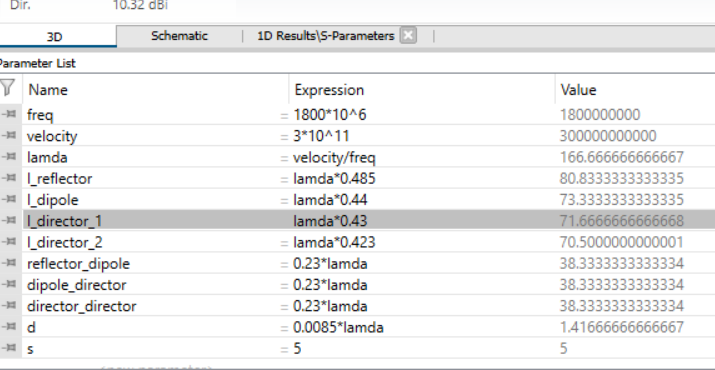 Dir. 10.32 dBi
3D Schematic 1D Results\S-Parameters
Parameter List
Name Expression Value
freq = 1800*10^6 1800000000
velocity = 3*10^11 300000000000
lamda = velocity/freq 166.666666666667
l_reflector = lamda*0.485 80.8333333333335
l_dipole = lamda*0.44 73.3333333333335
l_director_1 lamda*0.43 71.6666666666668
l_director_2 = lamda*0.423 70.5000000000001
reflector_dipole = 0.23*lamda 38.3333333333334
dipole_director = 0.23*lamda 38.3333333333334
director_director = 0.23*lamda 38.3333333333334
d = 0.0085*lamda 1.41666666666667
s = 5 5